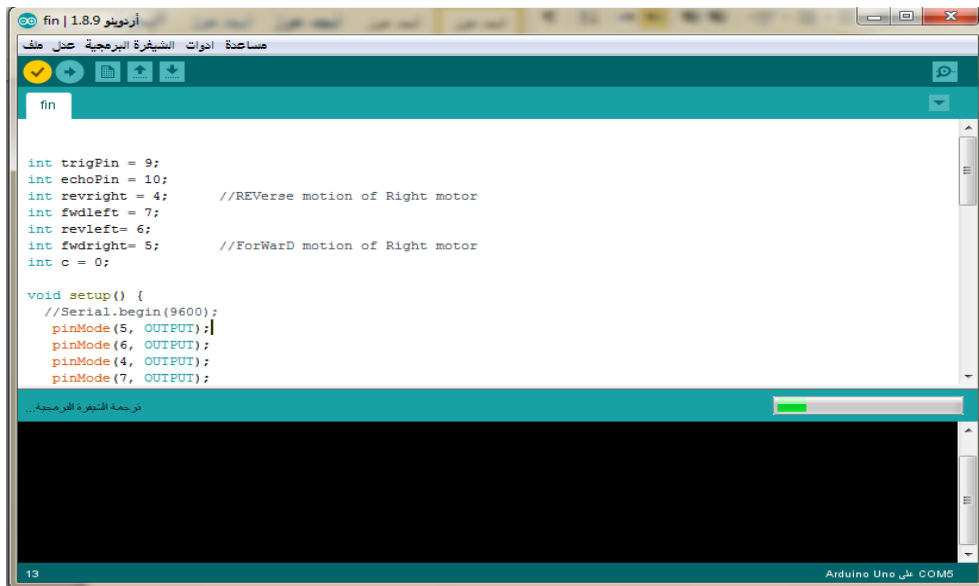 fin | أردوينو 1.8.9
ملف عدل الشيفرة البرمجية ادوات مساعدة
fin
int trigPin = 9;
int echoPin = 10;
int revright = 4;       //REVerse motion of Right motor
int fwdleft = 7;
int revleft= 6;
int fwdright= 5;       //ForWarD motion of Right motor
int c = 0;
void setup() {
  //Serial.begin(9600);
   pinMode(5, OUTPUT);
   pinMode(6, OUTPUT);
   pinMode(4, OUTPUT);
   pinMode(7, OUTPUT);
ترجمة الشيفرة البرمجية...
13
Arduino Uno على COM5